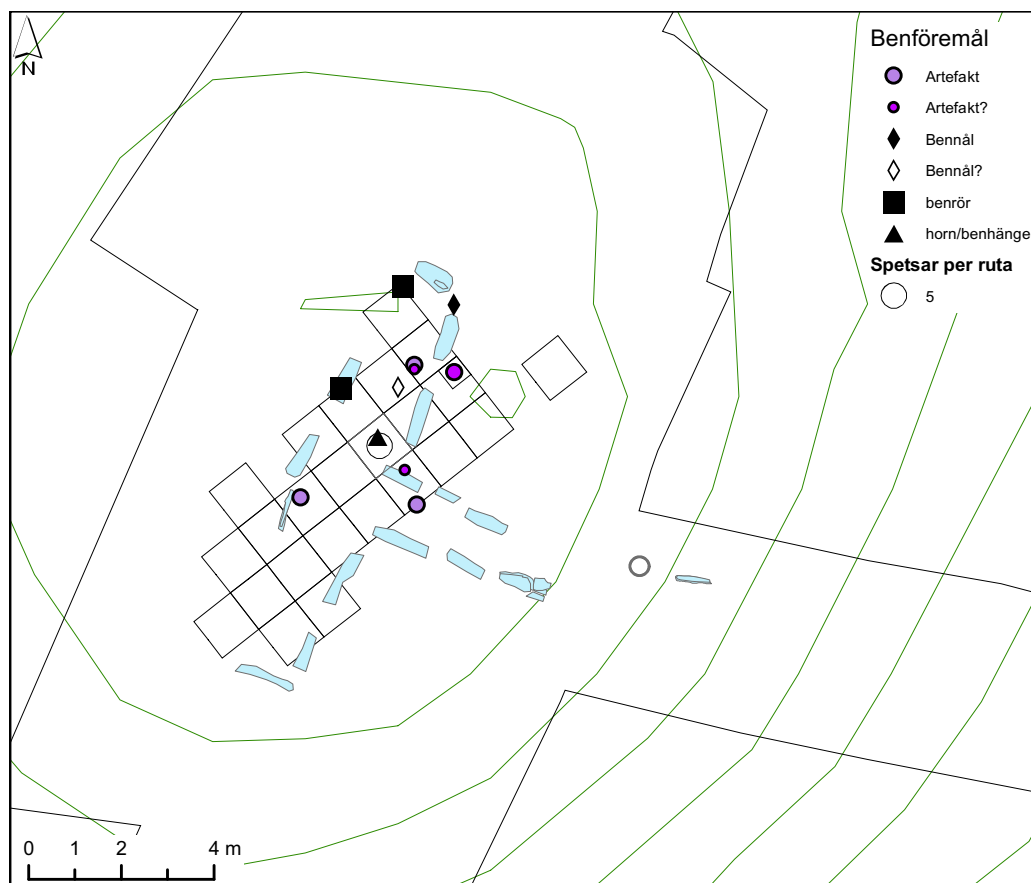 N
Benföremål
Artefakt
Artefakt?
Bennål
Bennål?
benrör
horn/benhänge
Spetsar per ruta
5
0 1 2 4 m